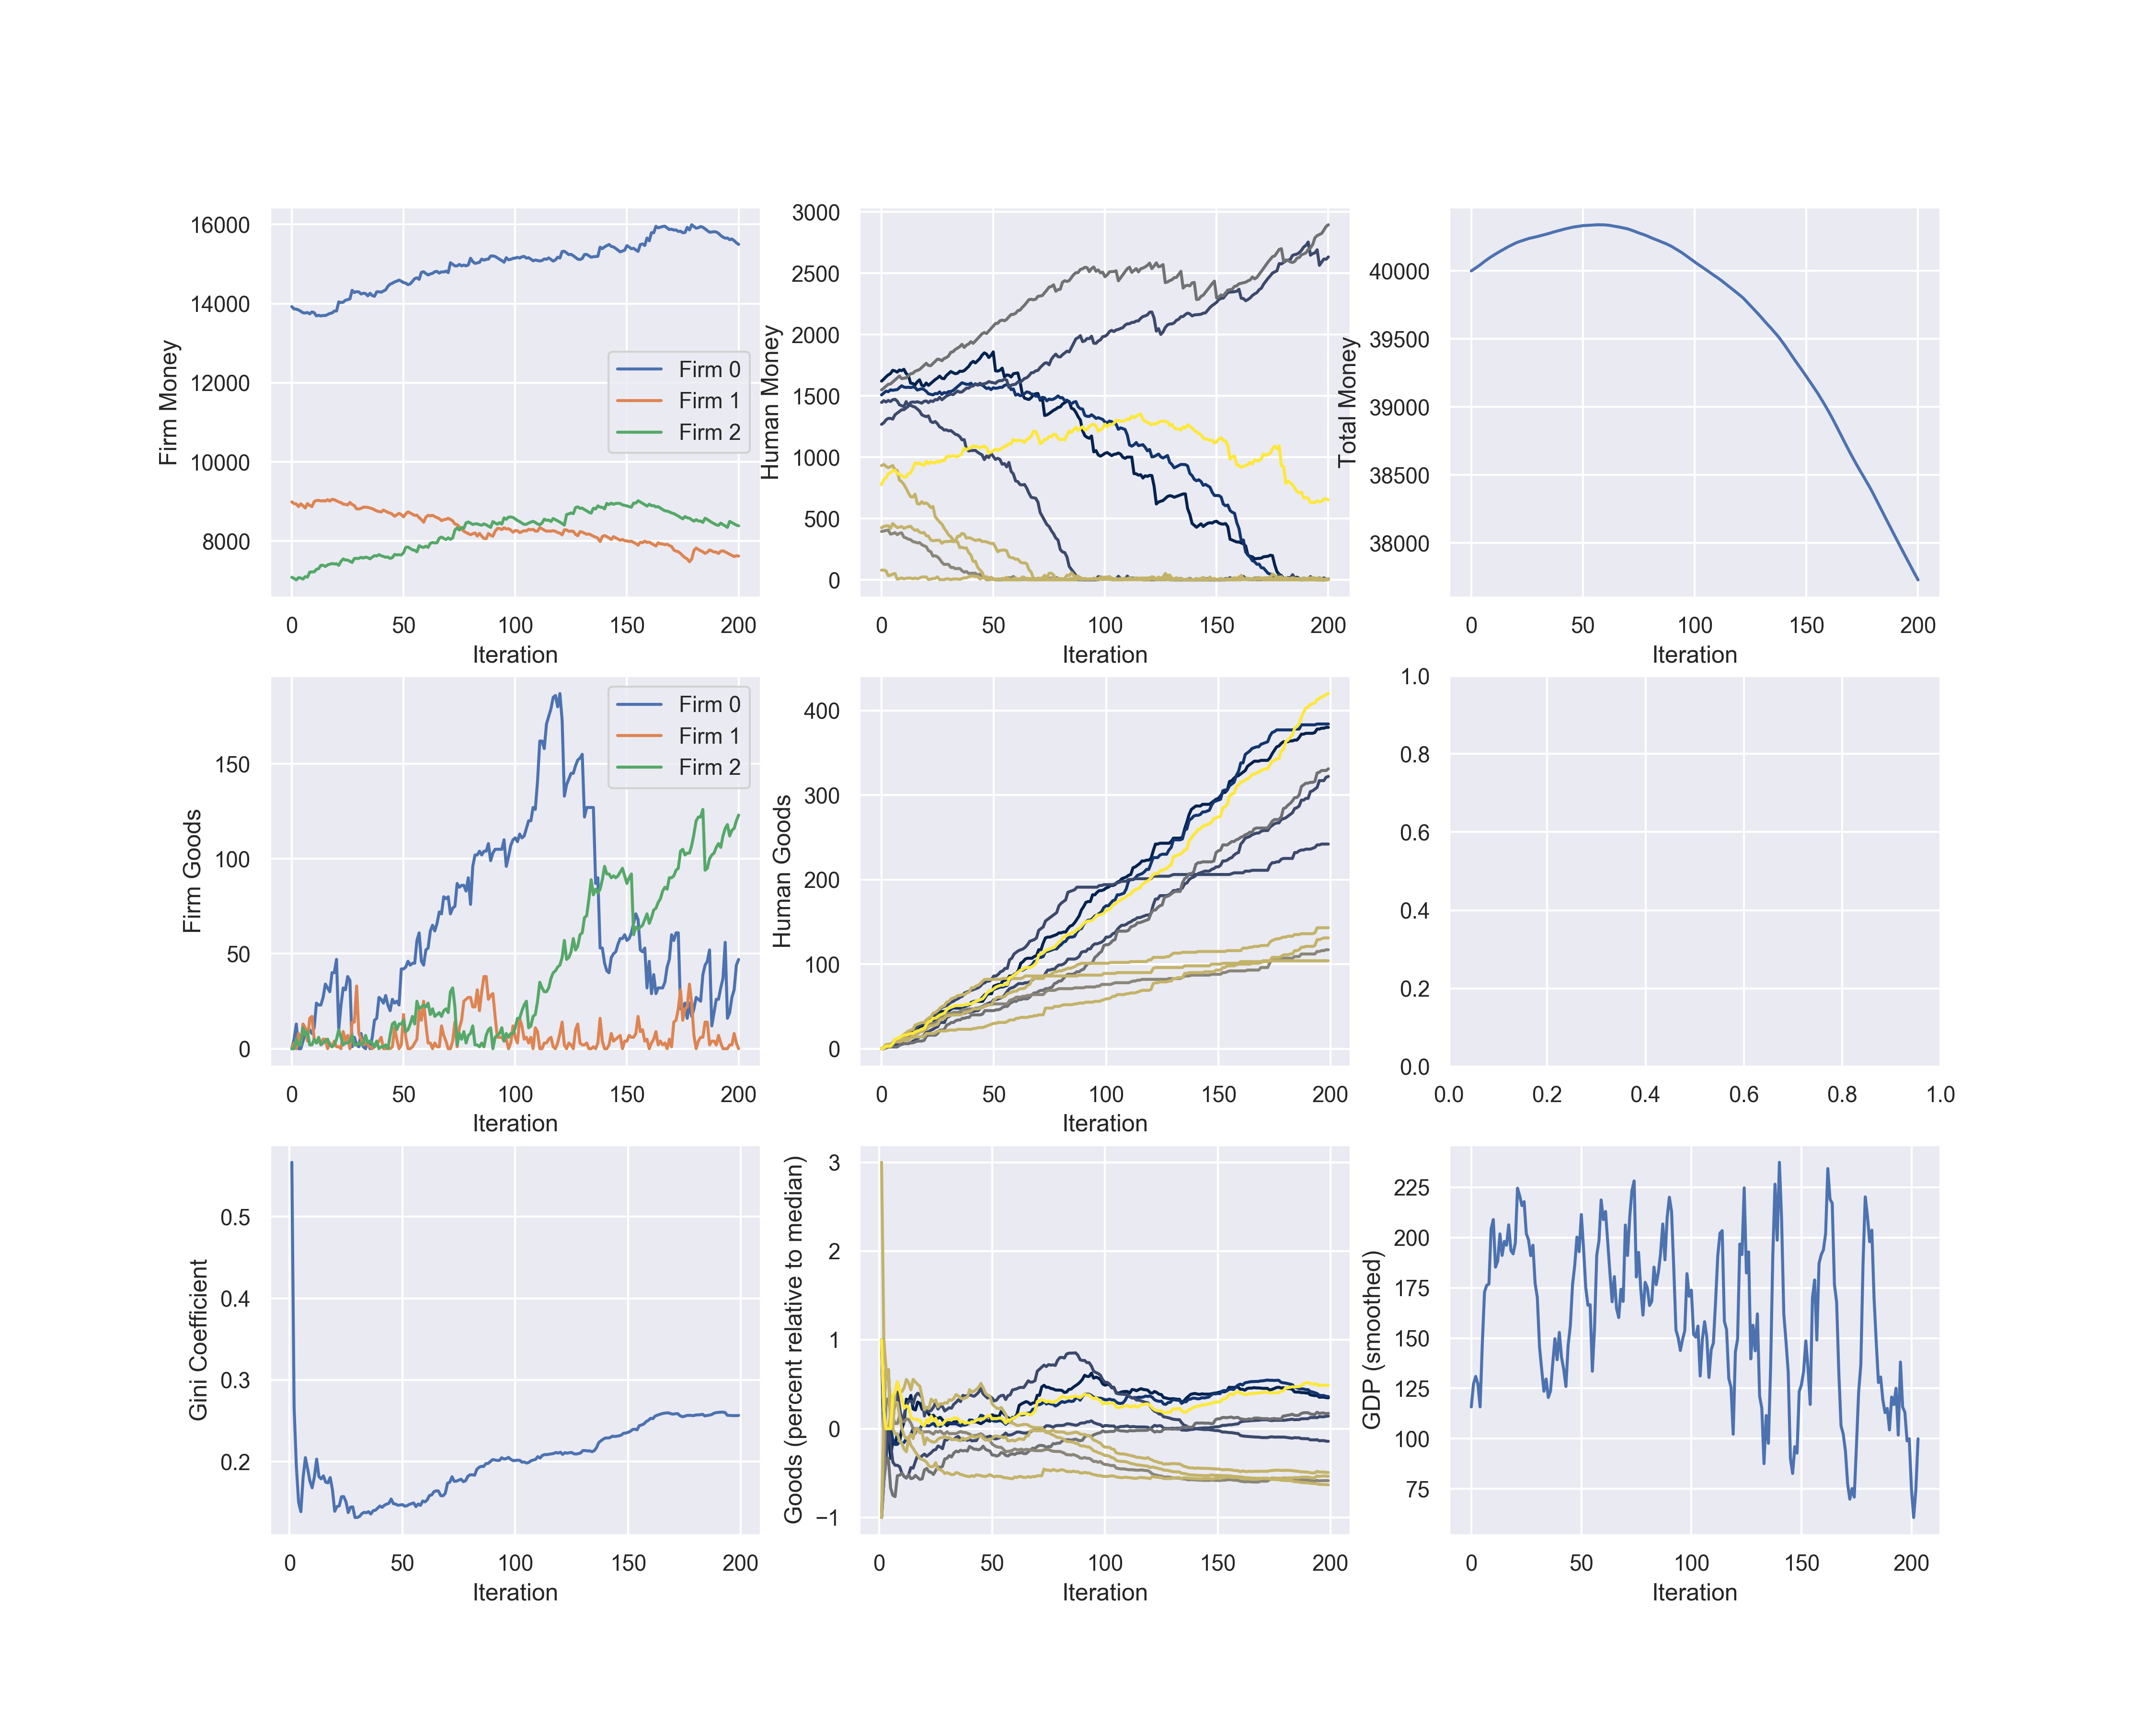 16000
14000
12000
10000
8000
Firm Money
Firm 0
Firm 1
Firm 2
0 50 100 150 200
Iteration
3000
2500
2000
1500
1000
500
0
Human Money
0 50 100 150 200
Iteration
40000
39500
39000
38500
38000
Total Money
0 50 100 150 200
Iteration
150
100
50
0
Firm Goods
Firm 0
Firm 1
Firm 2
0 50 100 150 200
Iteration
400
300
200
100
0
Human Goods
0 50 100 150 200
Iteration
1.0
0.8
0.6
0.4
0.2
0.0
0.0 0.2 0.4 0.6 0.8 1.0
0.5
0.4
0.3
0.2
Gini Coefficient
0 50 100 150 200
Iteration
3
2
1
0
−1
Goods (percent relative to median)
0 50 100 150 200
Iteration
225
200
175
150
125
100
75
GDP (smoothed)
0 50 100 150 200
Iteration